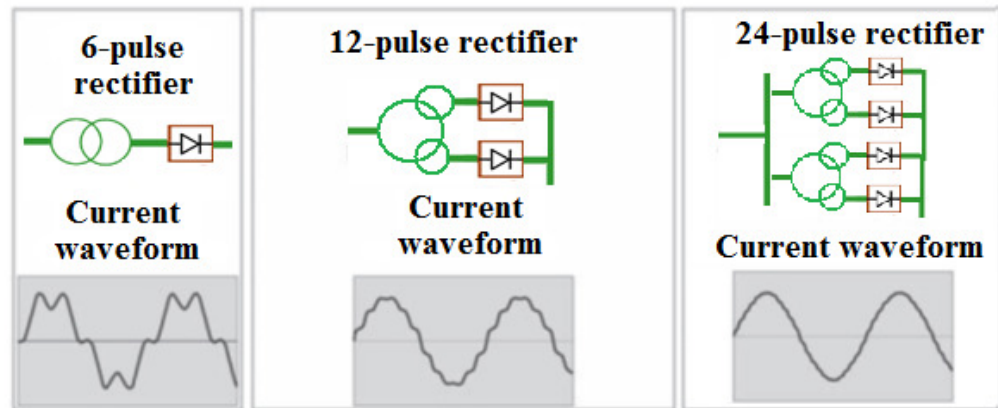 6-pulse
rectifier
Current
waveform
12-pulse rectifier
Current
waveform
24-pulse rectifier
Current waveform